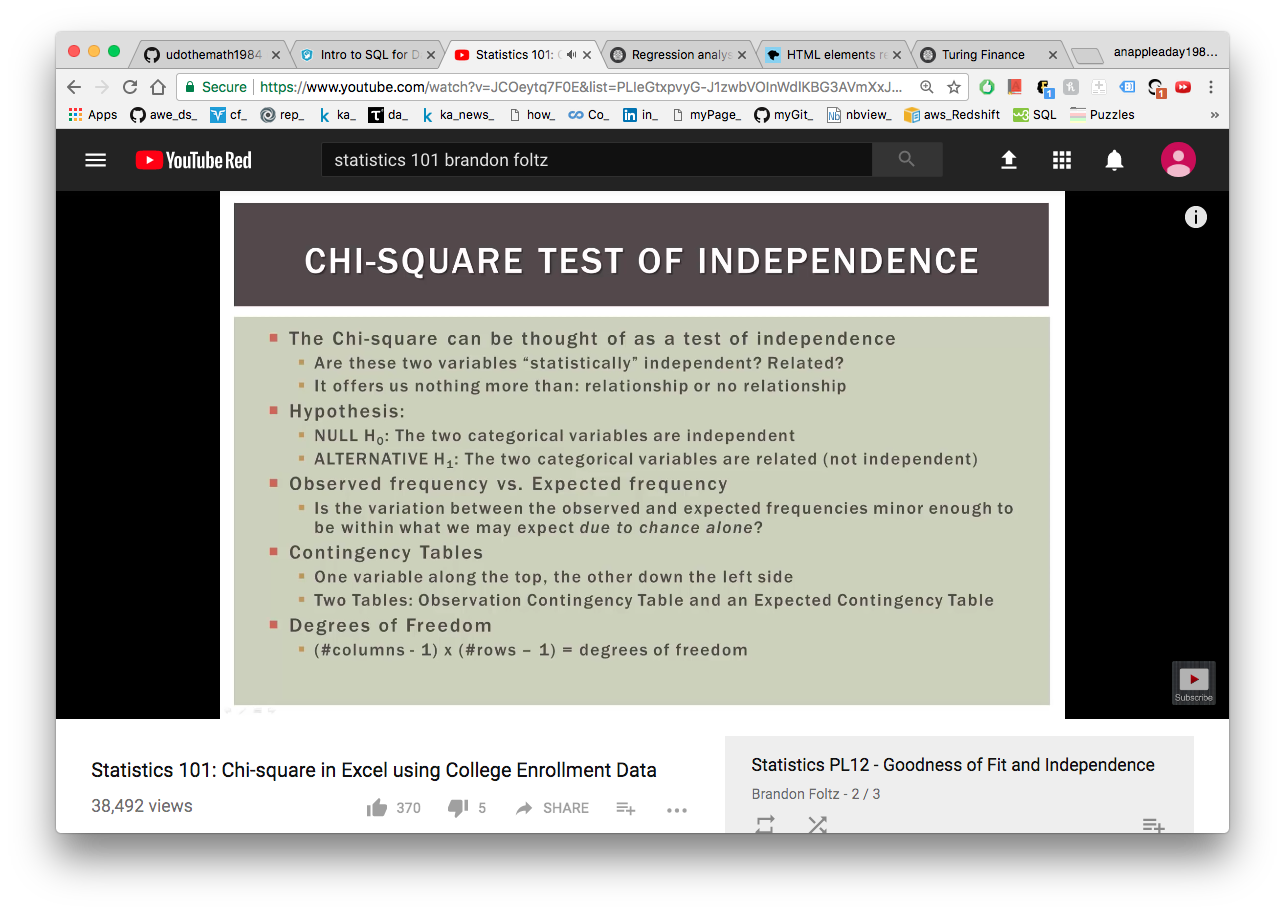 udothemath1984
Intro to SQL for D
Statistics 101: C
Regression analys
HTML elements re
Turing Finance
anappleaday198...
Secure
https://www.youtube.com/watch?v=JCOeytq7F0E&list=PLIeGtxpvyG-J1zwbVOInWdIKBG3AVmXxJ...
1
1
Apps
awe_ds_
cf_
rep_
ka_
da_
ka_news_
how_
Co_
in_
myPage_
myGit_
nbview_
aws_Redshift
SQL
Puzzles
»
YouTube Red
statistics 101 brandon foltz
CHI-SQUARE TEST OF INDEPENDENCE
The Chi-square can be thought of as a test of independence
Are these two variables “statistically” independent? Related?
It offers us nothing more than: relationship or no relationship
Hypothesis:
NULL H0: The two categorical variables are independent
ALTERNATIVE H1: The two categorical variables are related (not independent)
Observed frequency vs. Expected frequency
Is the variation between the observed and expected frequencies minor enough to
be within what we may expect due to chance alone?
Contingency Tables
One variable along the top, the other down the left side
Two Tables: Observation Contingency Table and an Expected Contingency Table
Degrees of Freedom
(#columns - 1) x (#rows – 1) = degrees of freedom
Subscribe
Statistics 101: Chi-square in Excel using College Enrollment Data
38,492 views
370
5
SHARE
Statistics PL12 - Goodness of Fit and Independence
Brandon Foltz - 2 / 3